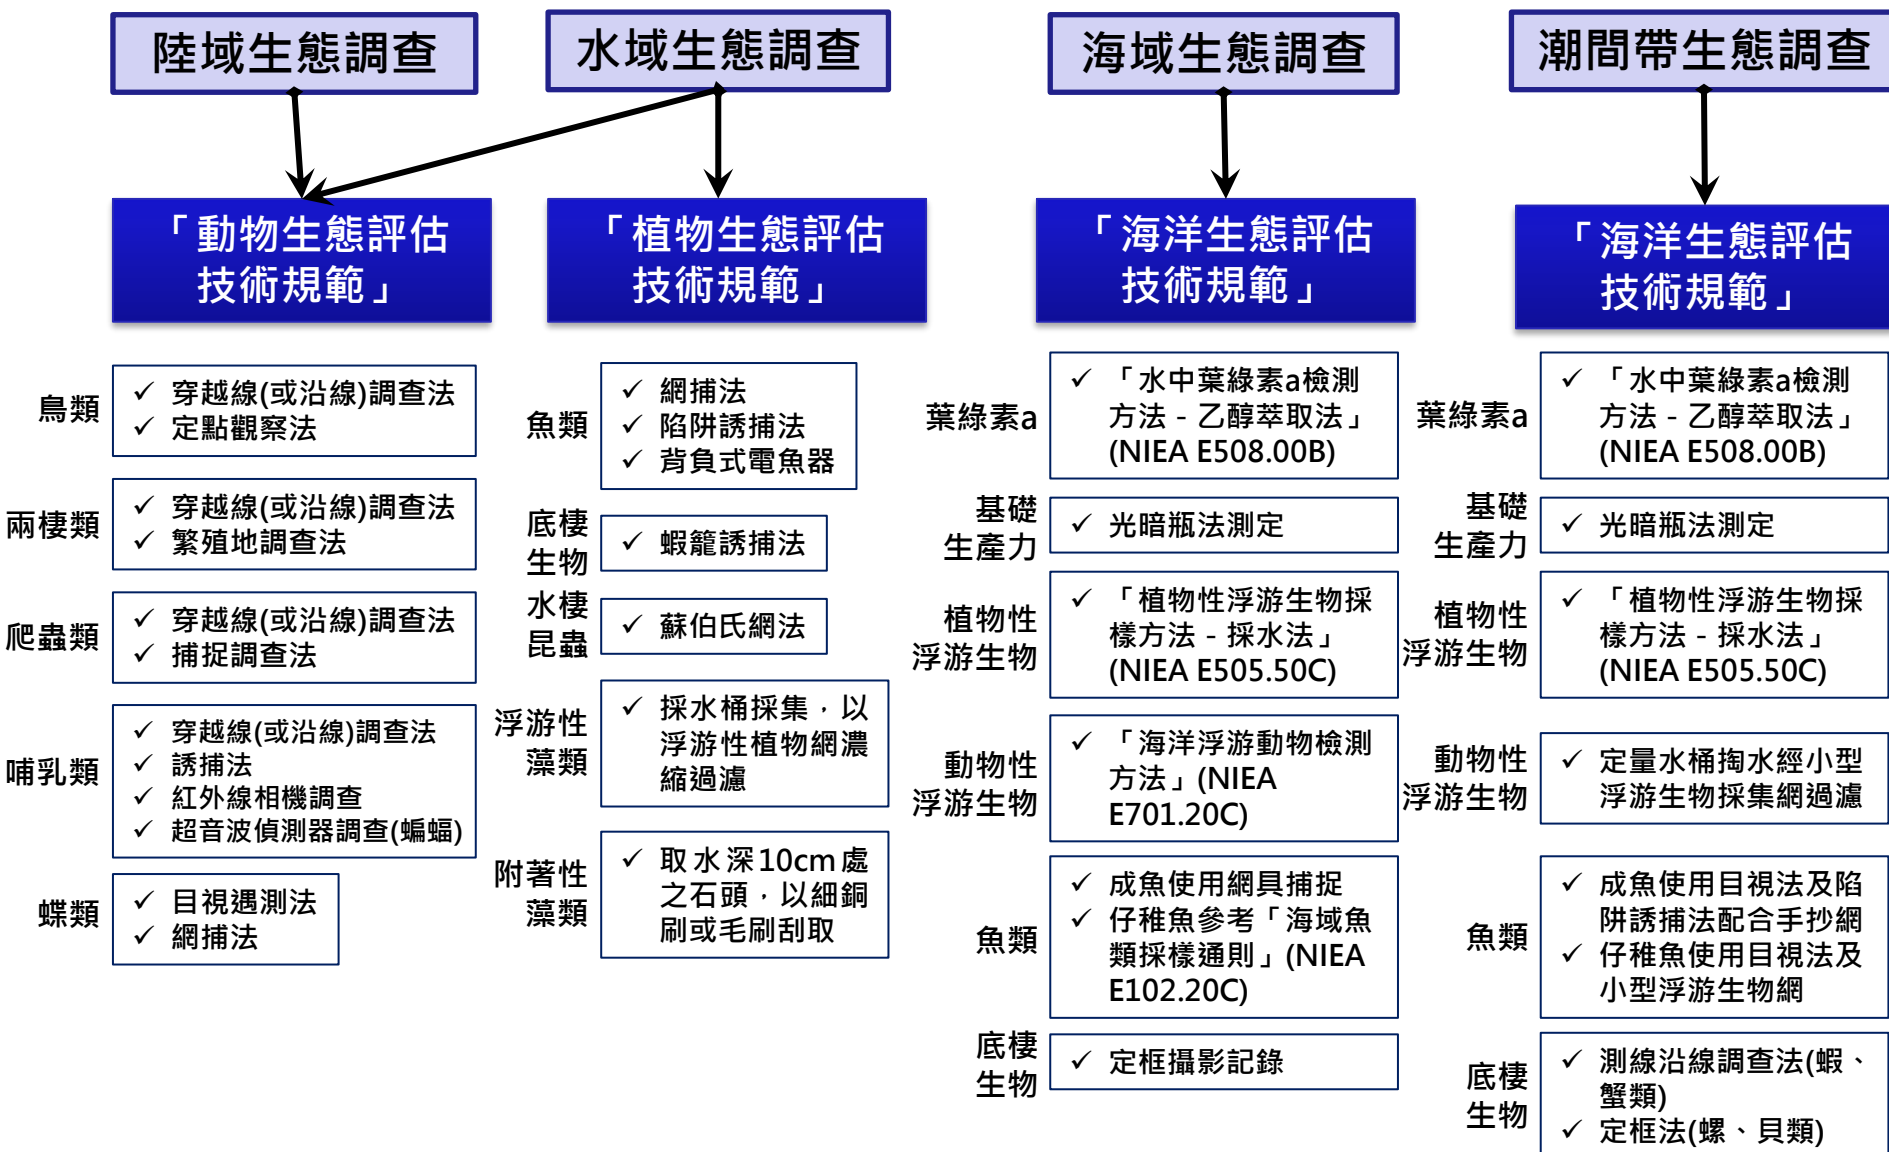 陸域生態調查
水域生態調查
海域生態調查
潮間帶生態調查
「動物生態評估
技術規範」
「植物生態評估
技術規範」
「海洋生態評估
技術規範」
「海洋生態評估
技術規範」
鳥類
✓ 穿越線(或沿線)調查法
✓ 定點觀察法
兩棲類
✓ 穿越線(或沿線)調查法
✓ 繁殖地調查法
爬蟲類
✓ 穿越線(或沿線)調查法
✓ 捕捉調查法
哺乳類
✓ 穿越線(或沿線)調查法
✓ 誘捕法
✓ 紅外線相機調查
✓ 超音波偵測器調查(蝙蝠)
蝶類
✓ 目視遇測法
✓ 網捕法
魚類
✓ 網捕法
✓ 陷阱誘捕法
✓ 背負式電魚器
底棲
生物
✓ 蝦籠誘捕法
水棲
昆蟲
✓ 蘇伯氏網法
浮游性
藻類
✓ 採水桶採集，以
浮游性植物網濃
縮過濾
附著性
藻類
✓ 取水深10cm處
之石頭，以細銅
刷或毛刷刮取
葉綠素a
✓ 「水中葉綠素a檢測
方法－乙醇萃取法」
(NIEA E508.00B)
基礎
生產力
✓ 光暗瓶法測定
植物性
浮游生物
✓ 「植物性浮游生物採
樣方法－採水法」
(NIEA E505.50C)
動物性
浮游生物
✓ 「海洋浮游動物檢測
方法」(NIEA
E701.20C)
魚類
✓ 成魚使用網具捕捉
✓ 仔稚魚參考「海域魚
類採樣通則」(NIEA
E102.20C)
底棲
生物
✓ 定框攝影記錄
葉綠素a
✓ 「水中葉綠素a檢測
方法－乙醇萃取法」
(NIEA E508.00B)
基礎
生產力
✓ 光暗瓶法測定
植物性
浮游生物
✓ 「植物性浮游生物採
樣方法－採水法」
(NIEA E505.50C)
動物性
浮游生物
✓ 定量水桶掏水經小型
浮游生物採集網過濾
魚類
✓ 成魚使用目視法及陷
阱誘捕法配合手抄網
✓ 仔稚魚使用目視法及
小型浮游生物網
底棲
生物
✓ 測線沿線調查法(蝦、
蟹類)
✓ 定框法(螺、貝類)